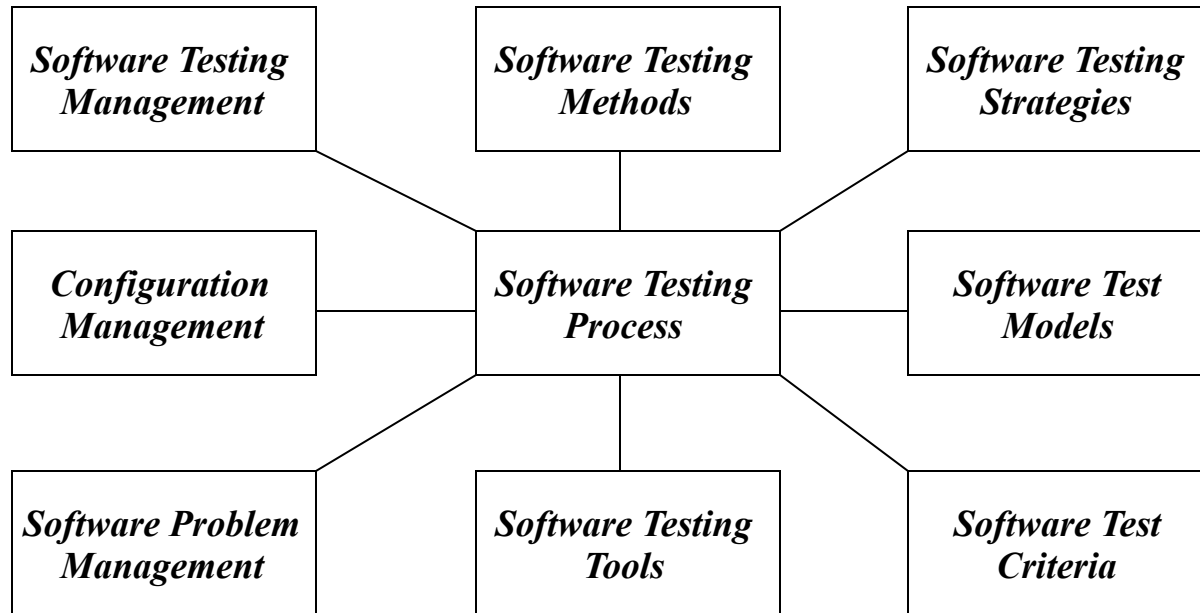 Software Testing
Management
Software Testing
Methods
Software Testing
Strategies
Configuration
Management
Software Testing
Process
Software Test
Models
Software Problem
Management
Software Testing
Tools
Software Test
Criteria